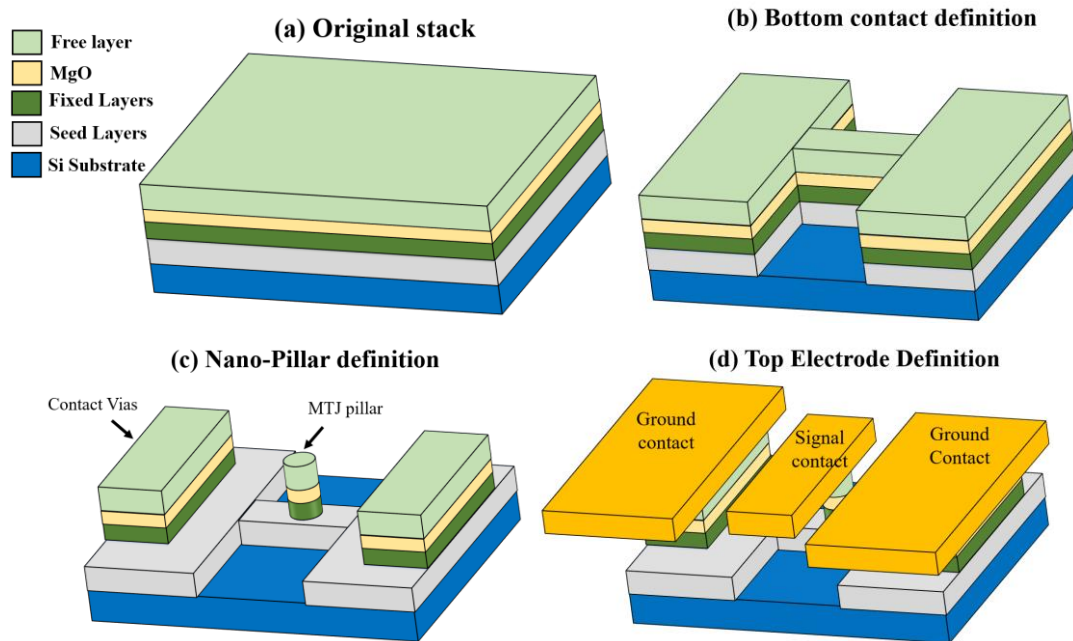 (a) Original stack
(b) Bottom contact definition
Free layer
MgO
Fixed Layers
Seed Layers
Si Substrate
(c) Nano-Pillar definition
(d) Top Electrode Definition
Contact Vias
MTJ pillar
Ground
contact
Signal
contact
Ground
Contact